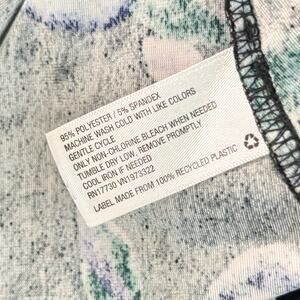 95% POLYESTER / 5% SPANDEX
MACHINE WASH COLD WITH LIKE COLORS
GENTLE CYCLE
ONLY NON-CHLORINE BLEACH WHEN NEEDED
TUMBLE DRY LOW, REMOVE PROMPTLY
COOL IRON IF NEEDED
RN17730 VN1973322
LABEL MADE FROM 100% RECYCLED PLASTIC